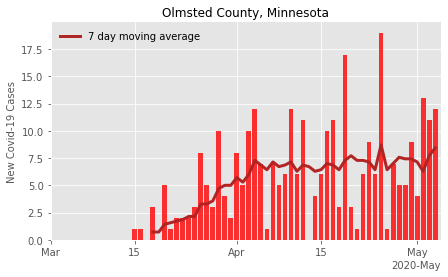 Olmsted County, Minnesota
7 day moving average
New Covid-19 Cases
17.5
15.0
12.5
10.0
7.5
5.0
2.5
0.0
Mar 15 Apr 15 May
2020-May